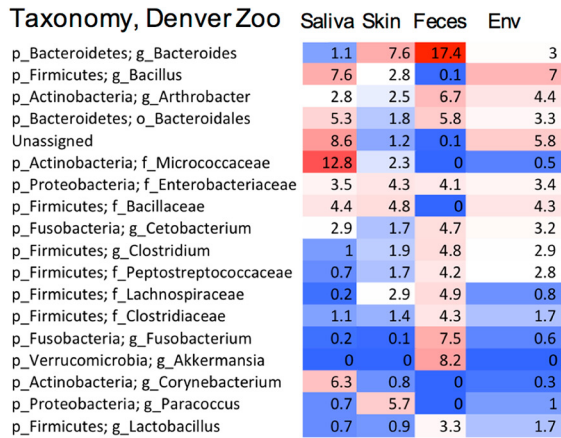 Taxonomy, Denver Zoo Saliva Skin Feces Env
p_Bacteroidetes; g_Bacteroides 1.1 7.6 17.4 3
p_Firmicutes; g_Bacillus 7.6 2.8 0.1 7
p_Actinobacteria; g_Arthrobacter 2.8 2.5 6.7 4.4
p_Bacteroidetes; o_Bacteroidales 5.3 1.8 5.8 3.3
Unassigned 8.6 1.2 0.1 5.8
p_Actinobacteria; f_Micrococcaceae 12.8 2.3 0 0.5
p_Proteobacteria; f_Enterobacteriaceae 3.5 4.3 4.1 3.4
p_Firmicutes; f_Bacillaceae 4.4 4.8 0 4.3
p_Fusobacteria; g_Cetobacterium 2.9 1.7 4.7 3.2
p_Firmicutes; g_Clostridium 1 1.9 4.8 2.9
p_Firmicutes; f_Peptostreptococcaceae 0.7 1.7 4.2 2.8
p_Firmicutes; f_Lachnospiraceae 0.2 2.9 4.9 0.8
p_Firmicutes; f_Clostridiaceae 1.1 1.4 4.3 1.7
p_Fusobacteria; g_Fusobacterium 0.2 0.1 7.5 0.6
p_Verrucomicrobia; g_Akkermansia 0 0 8.2 0
p_Actinobacteria; g_Corynebacterium 6.3 0.8 0 0.3
p_Proteobacteria; g_Paracoccus 0.7 5.7 0 1
p_Firmicutes; g_Lactobacillus 0.7 0.9 3.3 1.7